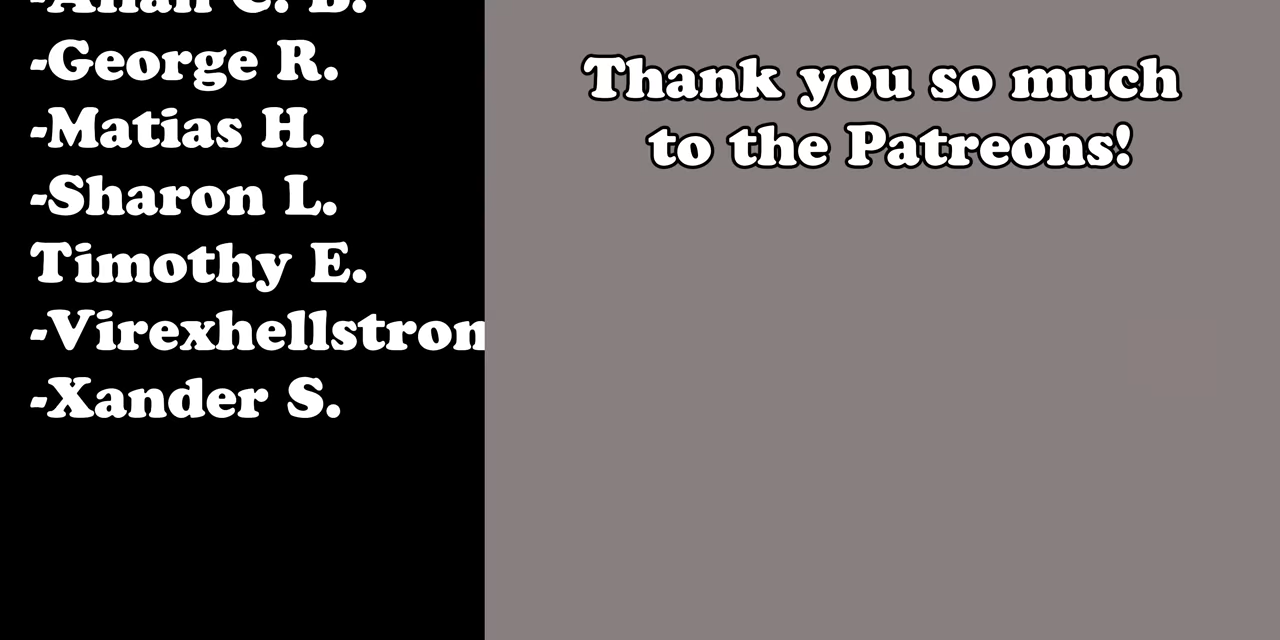 -George R.
-Matias H.
-Sharon L.
Timothy E.
-Xander S.
Thank you so much
to the Patreons!